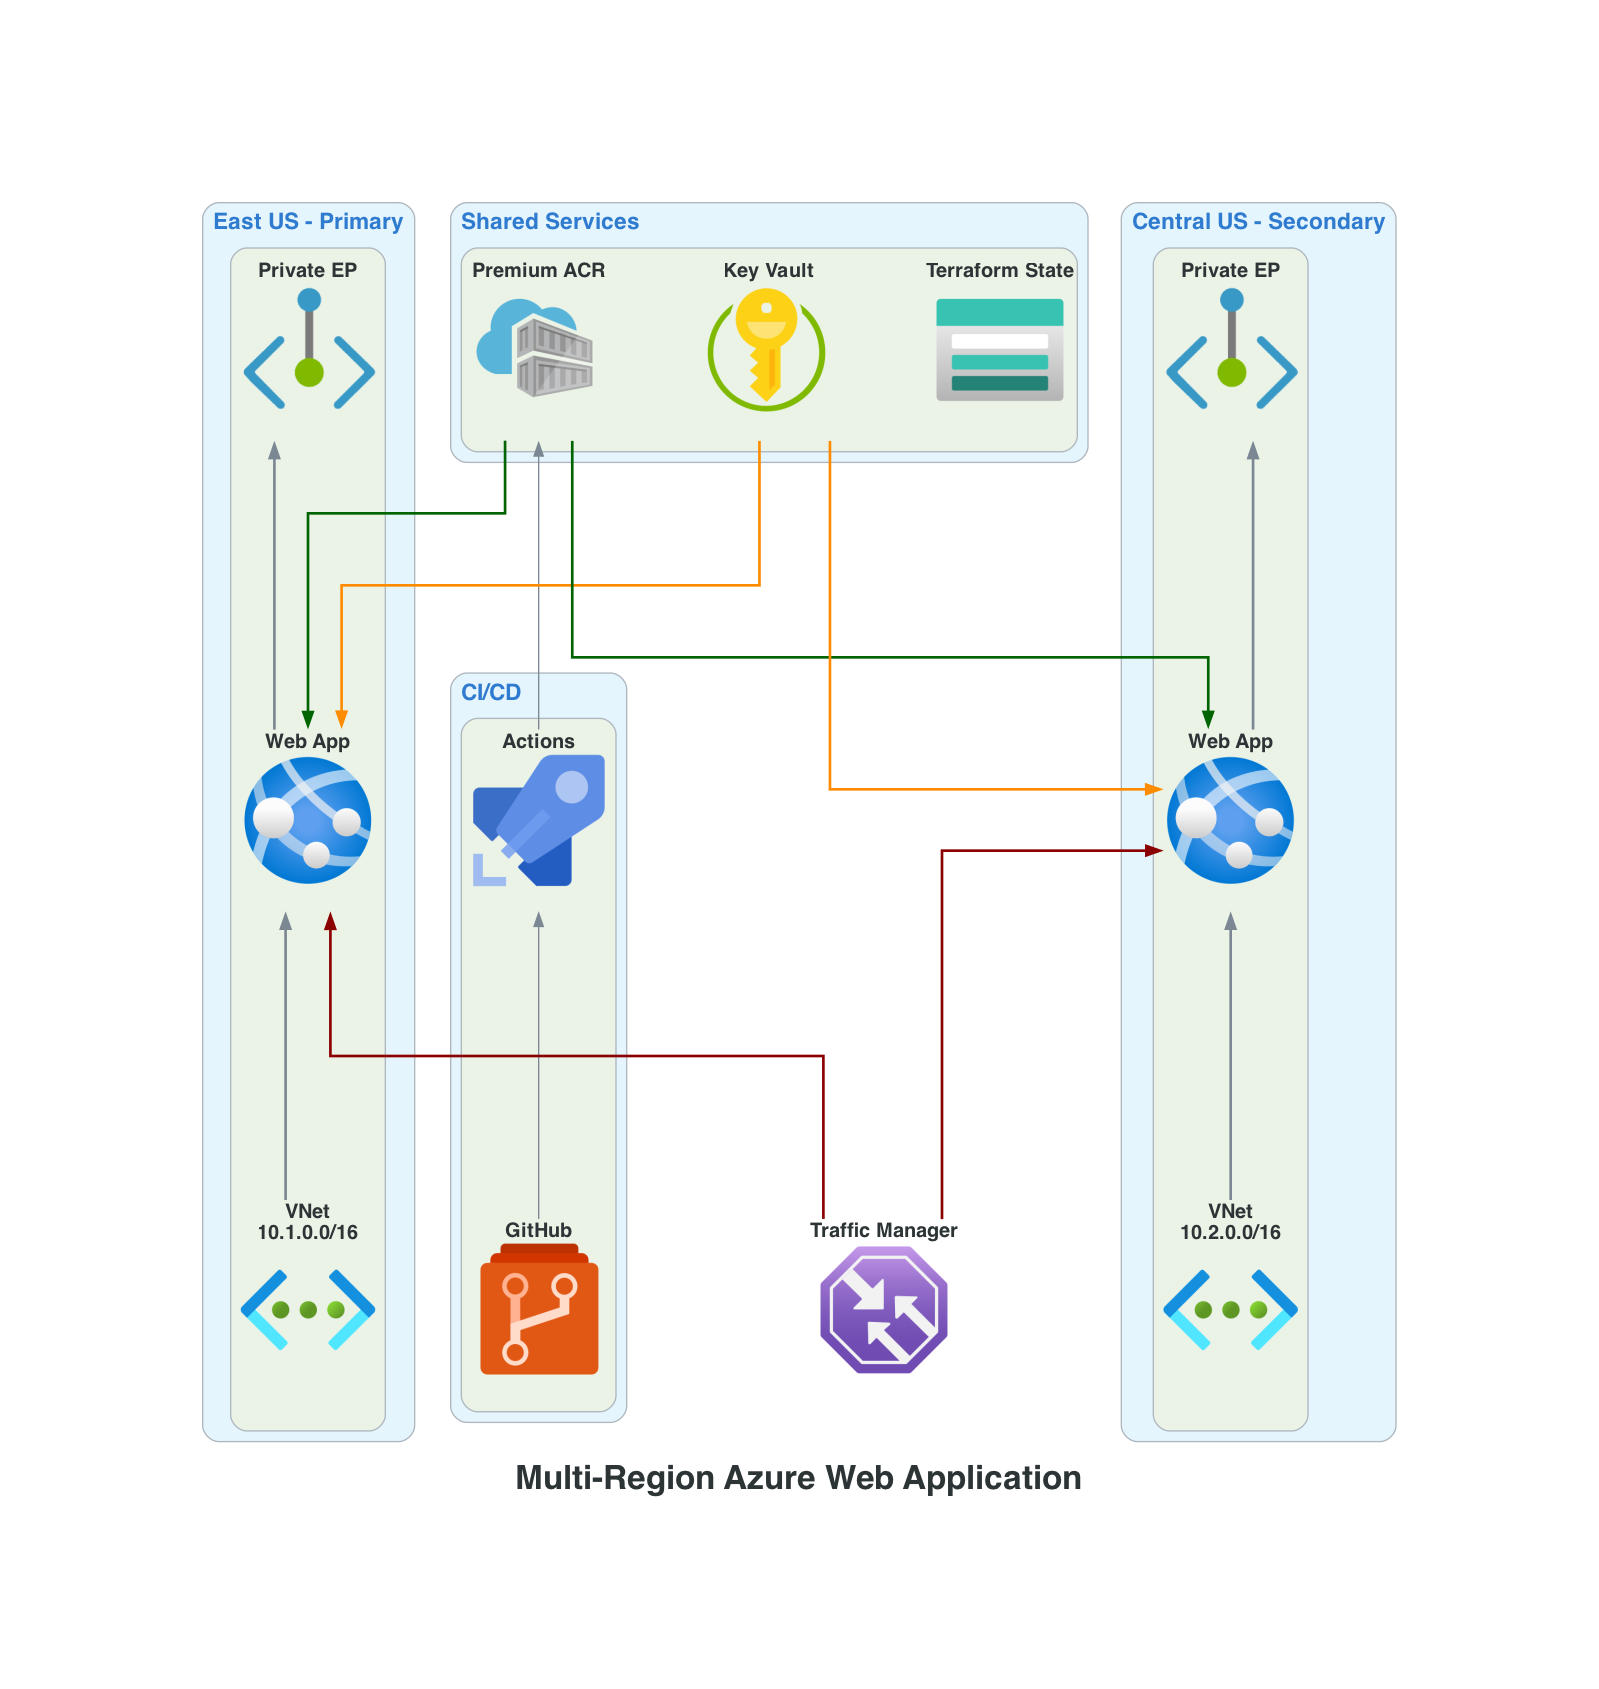 East US - Primary
Shared Services
Central US - Secondary
Private EP
Premium ACR
Key Vault
Terraform State
Private EP
CI/CD
Web App
Actions
Web App
VNet
10.1.0.0/16
GitHub
Traffic Manager
VNet
10.2.0.0/16
Multi-Region Azure Web Application